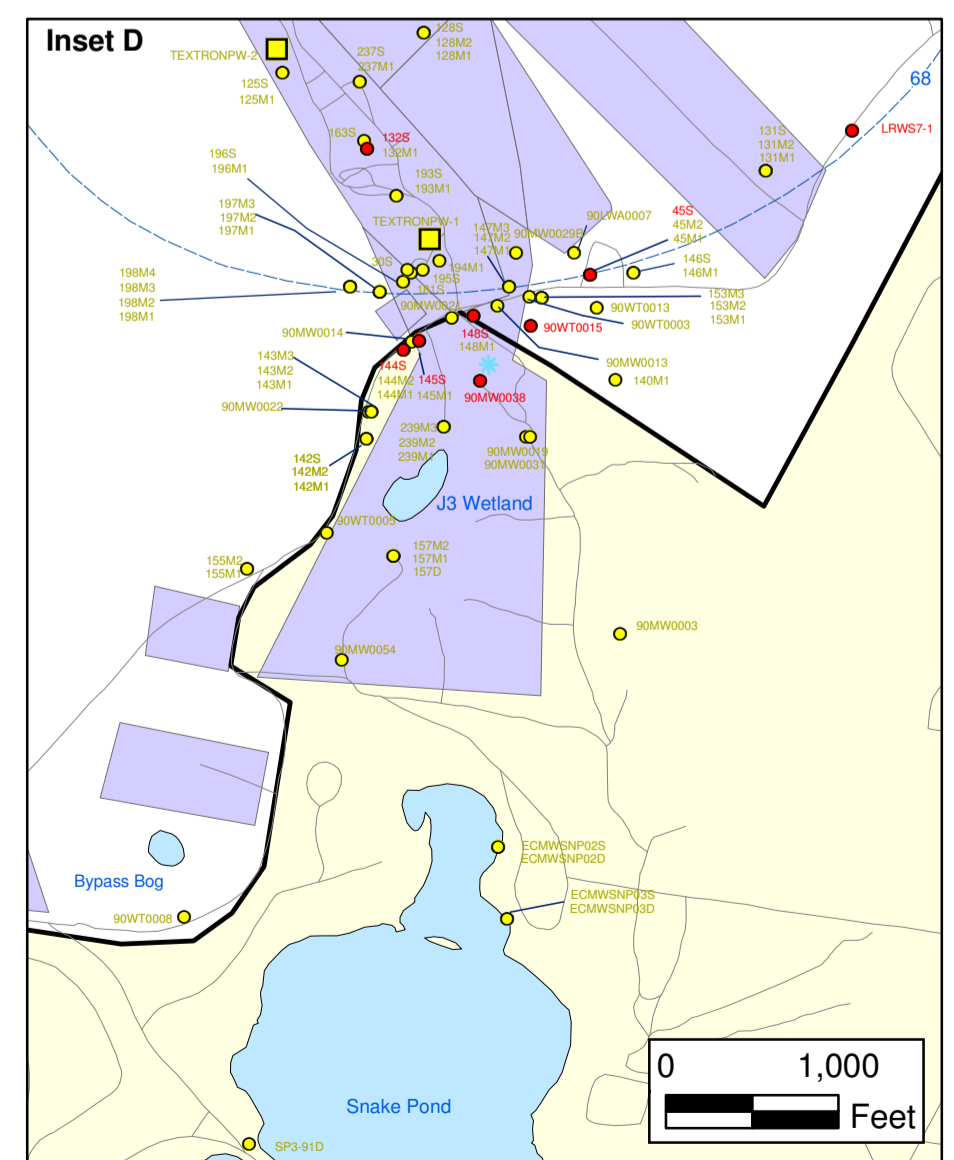 Inset D
TEXTRONPW-2
125S
125M1
237S
237M1
128S
128M2
128M1
68
LRWS7-1
131S
131M2
131M1
163S
132S
132M1
196S
196M1
193S
193M1
197M3
197M2
197M1
TEXTRONPW-1
147M3
147M2
147M1
90MW0029B
90LWA0007
45S
45M2
45M1
146S
146M1
198M4
198M3
198M2
198M1
30S
194M1
195S
181S
90MW0021
153M3
153M2
153M1
90WT0013
90WT0003
90WT0015
90MW0013
140M1
90MW0014
148S
148M1
143M3
143M2
143M1
144S
144M2
144M1
145S
145M1
90MW0038
90MW0022
239M3
239M2
239M1
90MW0019
90MW0031
142S
142M2
142M1
J3 Wetland
90WT0005
155M2
155M1
157M2
157M1
157D
90MW0003
90MW0054
Bypass Bog
90WT0008
ECMWSNP02S
ECMWSNP02D
ECMWSNP03S
ECMWSNP03D
Snake Pond
SP3-91D
0 1,000
Feet